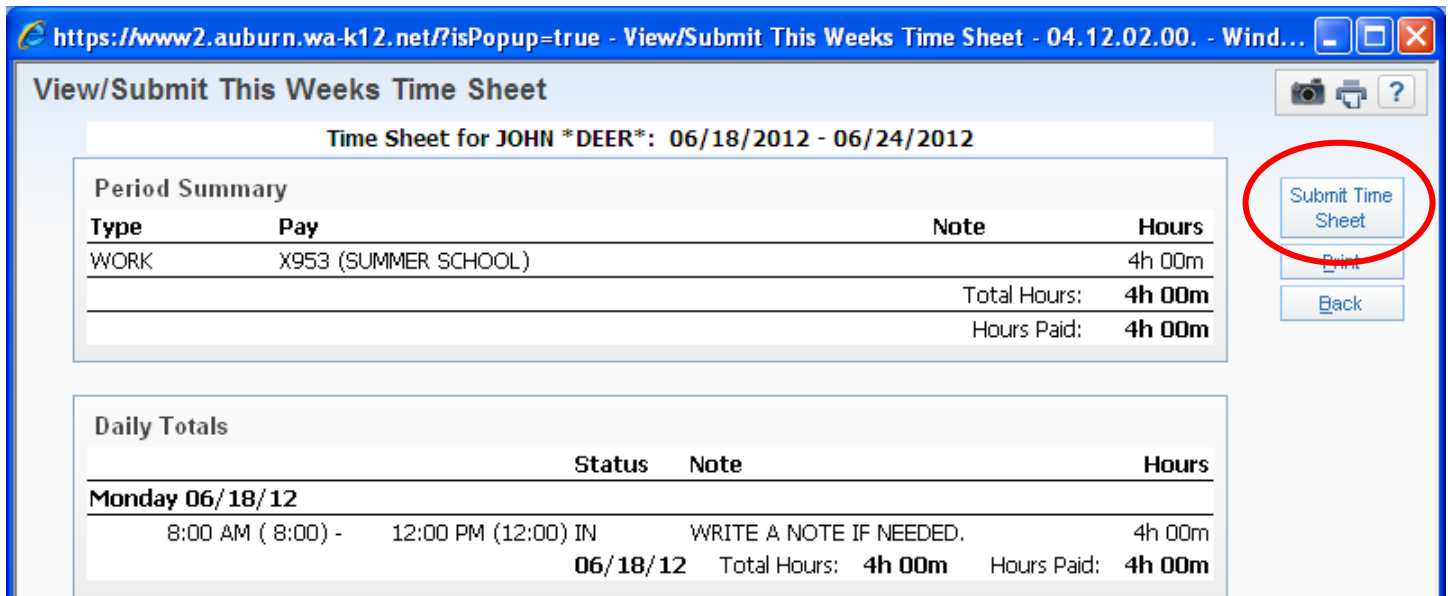 https://www2.auburn.wa-k12.net/?isPopup=true - View/Submit This Weeks Time Sheet - 04.12.02.00. - Wind...
View/Submit This Weeks Time Sheet
?
Time Sheet for JOHN *DEER*: 06/18/2012 - 06/24/2012
Period Summary
Type Pay Note Hours
WORK X953 (SUMMER SCHOOL) 4h 00m
Total Hours: 4h 00m
Hours Paid: 4h 00m
Submit Time
Sheet
Print
Back
Daily Totals
Status Note Hours
Monday 06/18/12
8:00 AM ( 8:00) - 12:00 PM (12:00) IN WRITE A NOTE IF NEEDED. 4h 00m
06/18/12 Total Hours: 4h 00m Hours Paid: 4h 00m